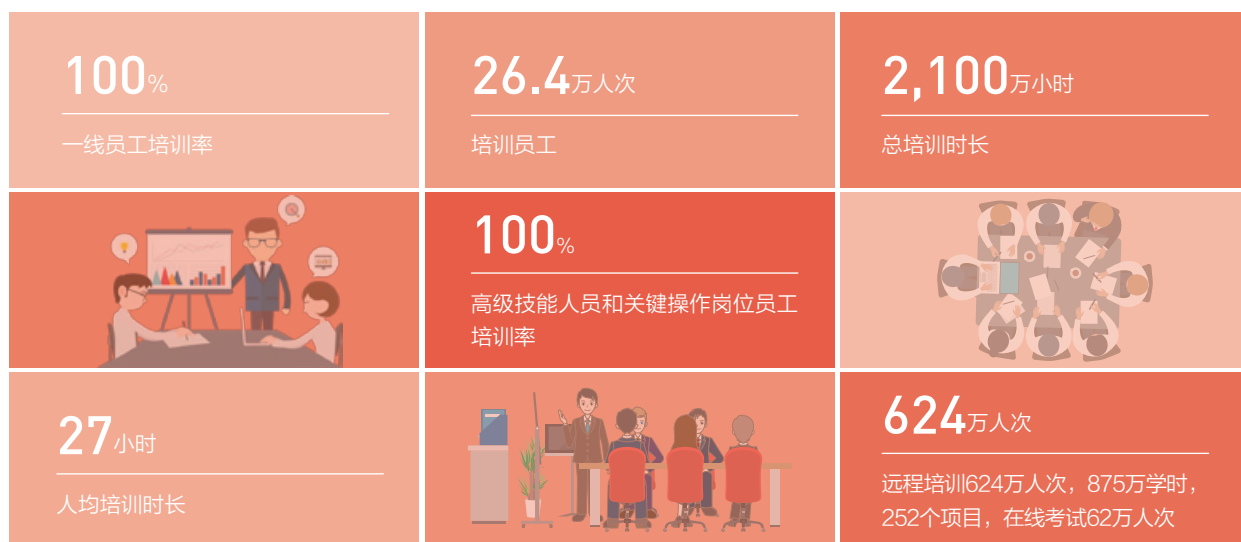 100%
一线员工培训率
26.4万人次
培训员工
2,100万小时
总培训时长
100%
高级技能人员和关键操作岗位员工
培训率
27小时
人均培训时长
624万人次
远程培训624万人次，875万学时，
252个项目，在线考试62万人次